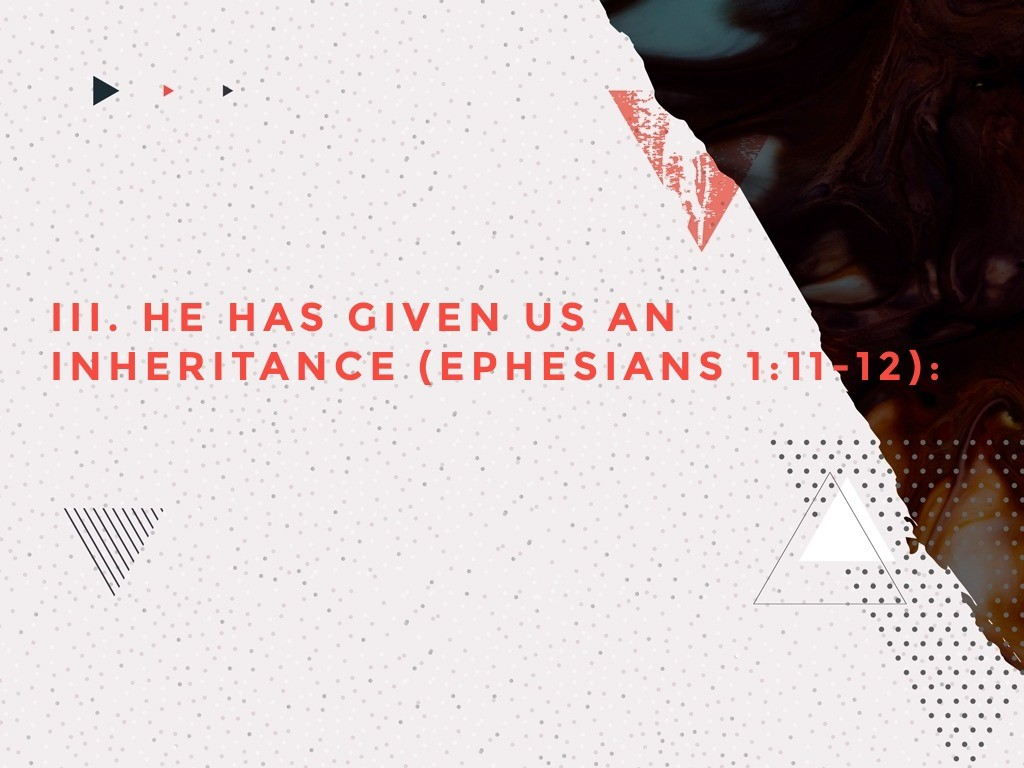 III. HE HAS GIVEN US AN
INHERITANCE (EPHESIANS 1:11-12):